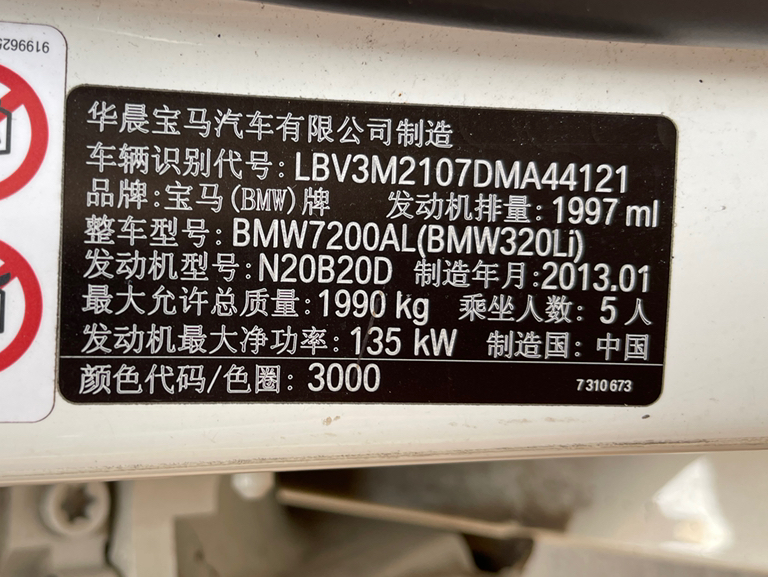 9199625
华晨宝马汽车有限公司制造
车辆识别代号: LBV3M2107DMA44121
品牌:宝马(BMW)牌 发动机排量: 1997 ml
整车型号: BMW7200AL(BMW320Li)
发动机型号: N20B20D 制造年月:2013.01
最大允许总质量: 1990 kg 乘坐人数: 5 人
发动机最大净功率: 135 kW 制造国: 中国
颜色代码/色圈: 3000 7 310 673